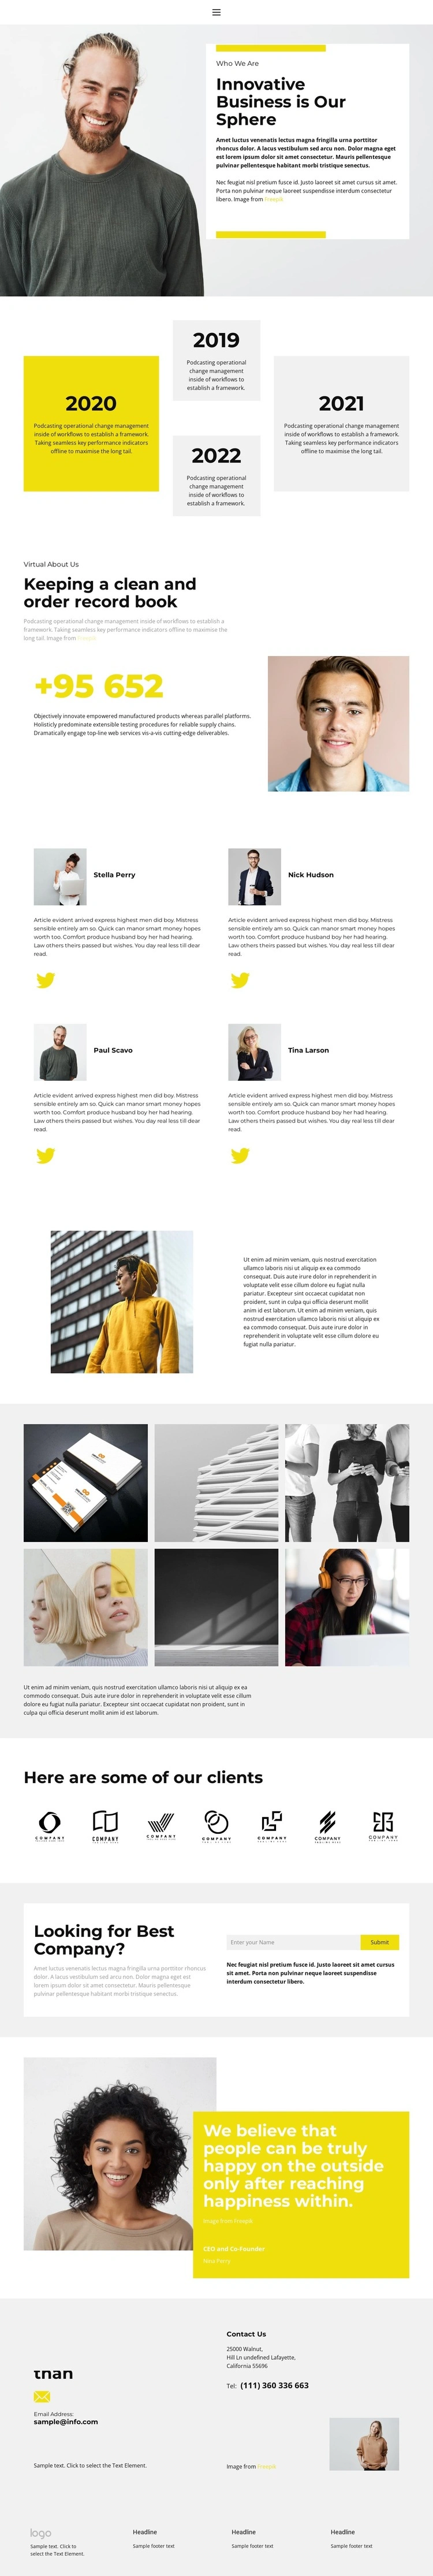 Who We Are
Innovative
Business is Our
Sphere
Amet luctus venenatis lectus magna fringilla urna porttitor
rhoncus dolor. A lacus vestibulum sed arcu non. Dolor magna eget
est lorem ipsum dolor sit amet consectetur. Mauris pellentesque
pulvinar pellentesque habitant morbi tristique senectus.
Nec feugiat nisl pretium fusce id. Justo laoreet sit amet cursus sit amet.
Porta non pulvinar neque laoreet suspendisse interdum consectetur
libero. Image from Freepik
2019
Podcasting operational
change management
inside of workflows to
establish a framework.
2020
Podcasting operational change management
inside of workflows to establish a framework.
Taking seamless key performance indicators
offline to maximise the long tail.
2021
Podcasting operational change management
inside of workflows to establish a framework.
Taking seamless key performance indicators
offline to maximise the long tail.
2022
Podcasting operational
change management
inside of workflows to
establish a framework.
Virtual About Us
Keeping a clean and
order record book
Podcasting operational change management inside of workflows to establish a
framework. Taking seamless key performance indicators offline to maximise the
long tail. Image from Freepik
+95 652
Objectively innovate empowered manufactured products whereas parallel platforms.
Holisticly predominate extensible testing procedures for reliable supply chains.
Dramatically engage top-line web services vis-a-vis cutting-edge deliverables.
Stella Perry
Article evident arrived express highest men did boy. Mistress
sensible entirely am so. Quick can manor smart money hopes
worth too. Comfort produce husband boy her had hearing.
Law others theirs passed but wishes. You day real less till dear
read.
Nick Hudson
Article evident arrived express highest men did boy. Mistress
sensible entirely am so. Quick can manor smart money hopes
worth too. Comfort produce husband boy her had hearing.
Law others theirs passed but wishes. You day real less till dear
read.
Paul Scavo
Article evident arrived express highest men did boy. Mistress
sensible entirely am so. Quick can manor smart money hopes
worth too. Comfort produce husband boy her had hearing.
Law others theirs passed but wishes. You day real less till dear
read.
Tina Larson
Article evident arrived express highest men did boy. Mistress
sensible entirely am so. Quick can manor smart money hopes
worth too. Comfort produce husband boy her had hearing.
Law others theirs passed but wishes. You day real less till dear
read.
Ut enim ad minim veniam, quis nostrud exercitation
ullamco laboris nisi ut aliquip ex ea commodo
consequat. Duis aute irure dolor in reprehenderit in
voluptate velit esse cillum dolore eu fugiat nulla
pariatur. Excepteur sint occaecat cupidatat non
proident, sunt in culpa qui officia deserunt mollit
anim id est laborum. Ut enim ad minim veniam, quis
nostrud exercitation ullamco laboris nisi ut aliquip ex
ea commodo consequat. Duis aute irure dolor in
reprehenderit in voluptate velit esse cillum dolore eu
fugiat nulla pariatur.
Ut enim ad minim veniam, quis nostrud exercitation ullamco laboris nisi ut aliquip ex ea
commodo consequat. Duis aute irure dolor in reprehenderit in voluptate velit esse cillum
dolore eu fugiat nulla pariatur. Excepteur sint occaecat cupidatat non proident, sunt in
culpa qui officia deserunt mollit anim id est laborum.
Here are some of our clients
COMPANY
COMPANY
COMPANY
COMPANY
COMPANY
COMPANY
COMPANY
Looking for Best
Company?
Amet luctus venenatis lectus magna fringilla urna porttitor rhoncus
dolor. A lacus vestibulum sed arcu non. Dolor magna eget est
lorem ipsum dolor sit amet consectetur. Mauris pellentesque
pulvinar pellentesque habitant morbi tristique senectus.
Enter your Name
Submit
Nec feugiat nisl pretium fusce id. Justo laoreet sit amet cursus
sit amet. Porta non pulvinar neque laoreet suspendisse
interdum consectetur libero.
We believe that
people can be truly
happy on the outside
only after reaching
happiness within.
Image from Freepik
CEO and Co-Founder
Nina Parry
Contact Us
25000 Walnut,
Hill Ln undefined Lafayette,
California 55696
Tel: (111) 360 336 663
τnan
Email Address:
sample@info.com
Sample text. Click to select the Text Element.
Image from Freepik
logo
Sample text. Click to
select the Text Element.
Headline
Sample footer text
Headline
Sample footer text
Headline
Sample footer text